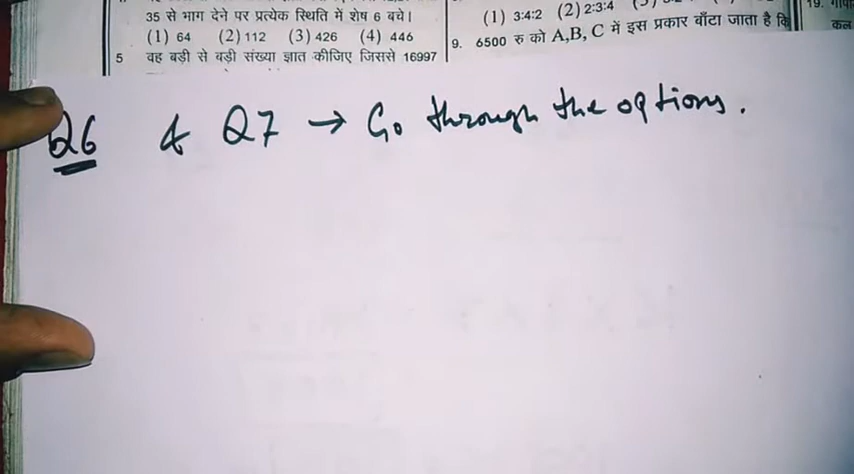 35 से भाग देने पर प्रत्येक स्थिति में शेष 6 बचे।
(1) 64 (2) 112 (3) 426 (4) 446
5 वह बड़ी से बड़ी संख्या ज्ञात कीजिए जिससे 16997
(1) 3:4:2 (2) 2:3:4
9. 6500 रु को A,B, C में इस प्रकार बाँटा जाता है कि
19.
कल
Q6 & Q7 → Go through the options.